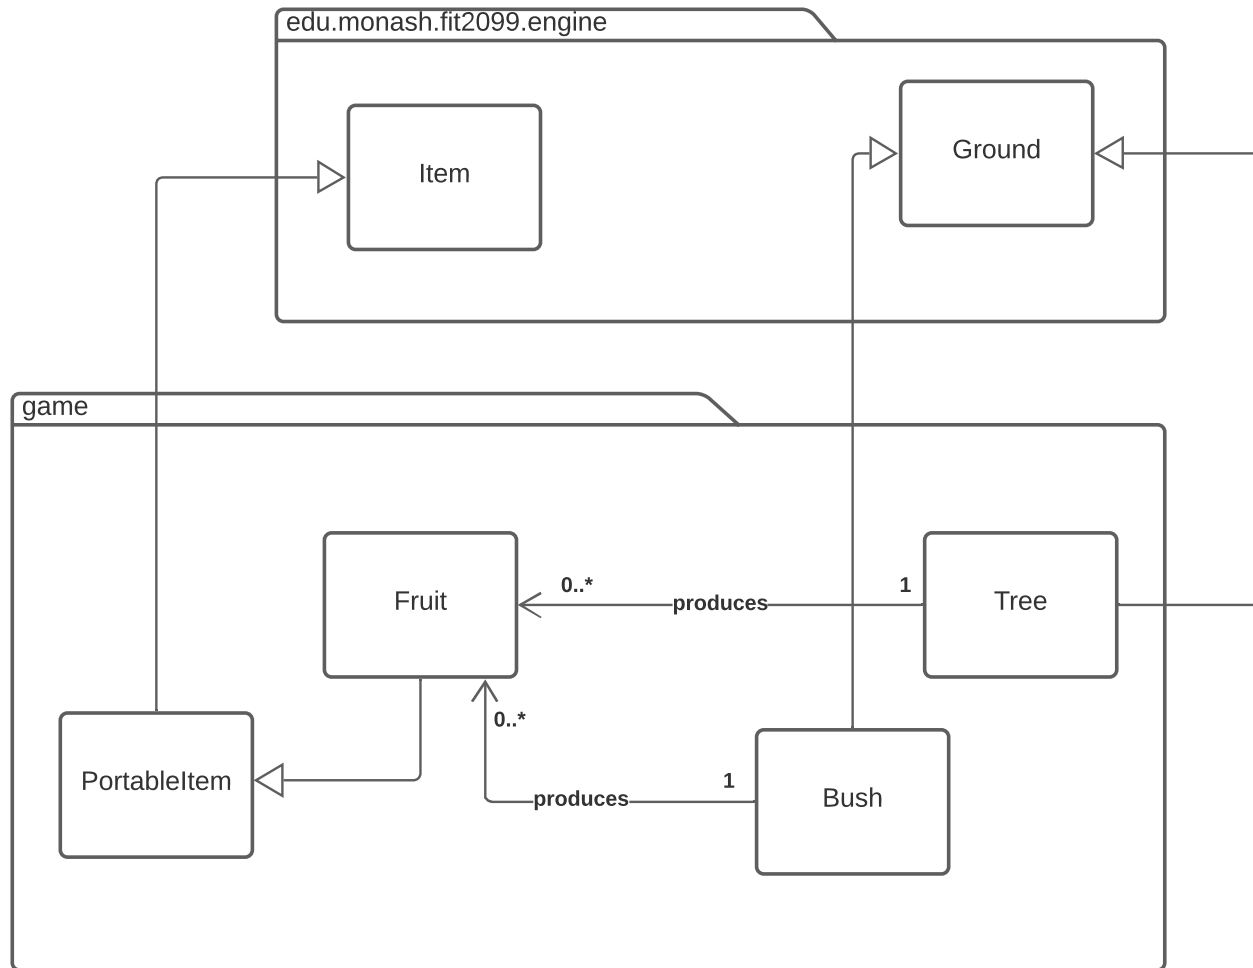 edu.monash.fit2099.engine
Item
Ground
game
Fruit
0..*
produces
1
Tree
0..*
produces
1
PortableItem
Bush